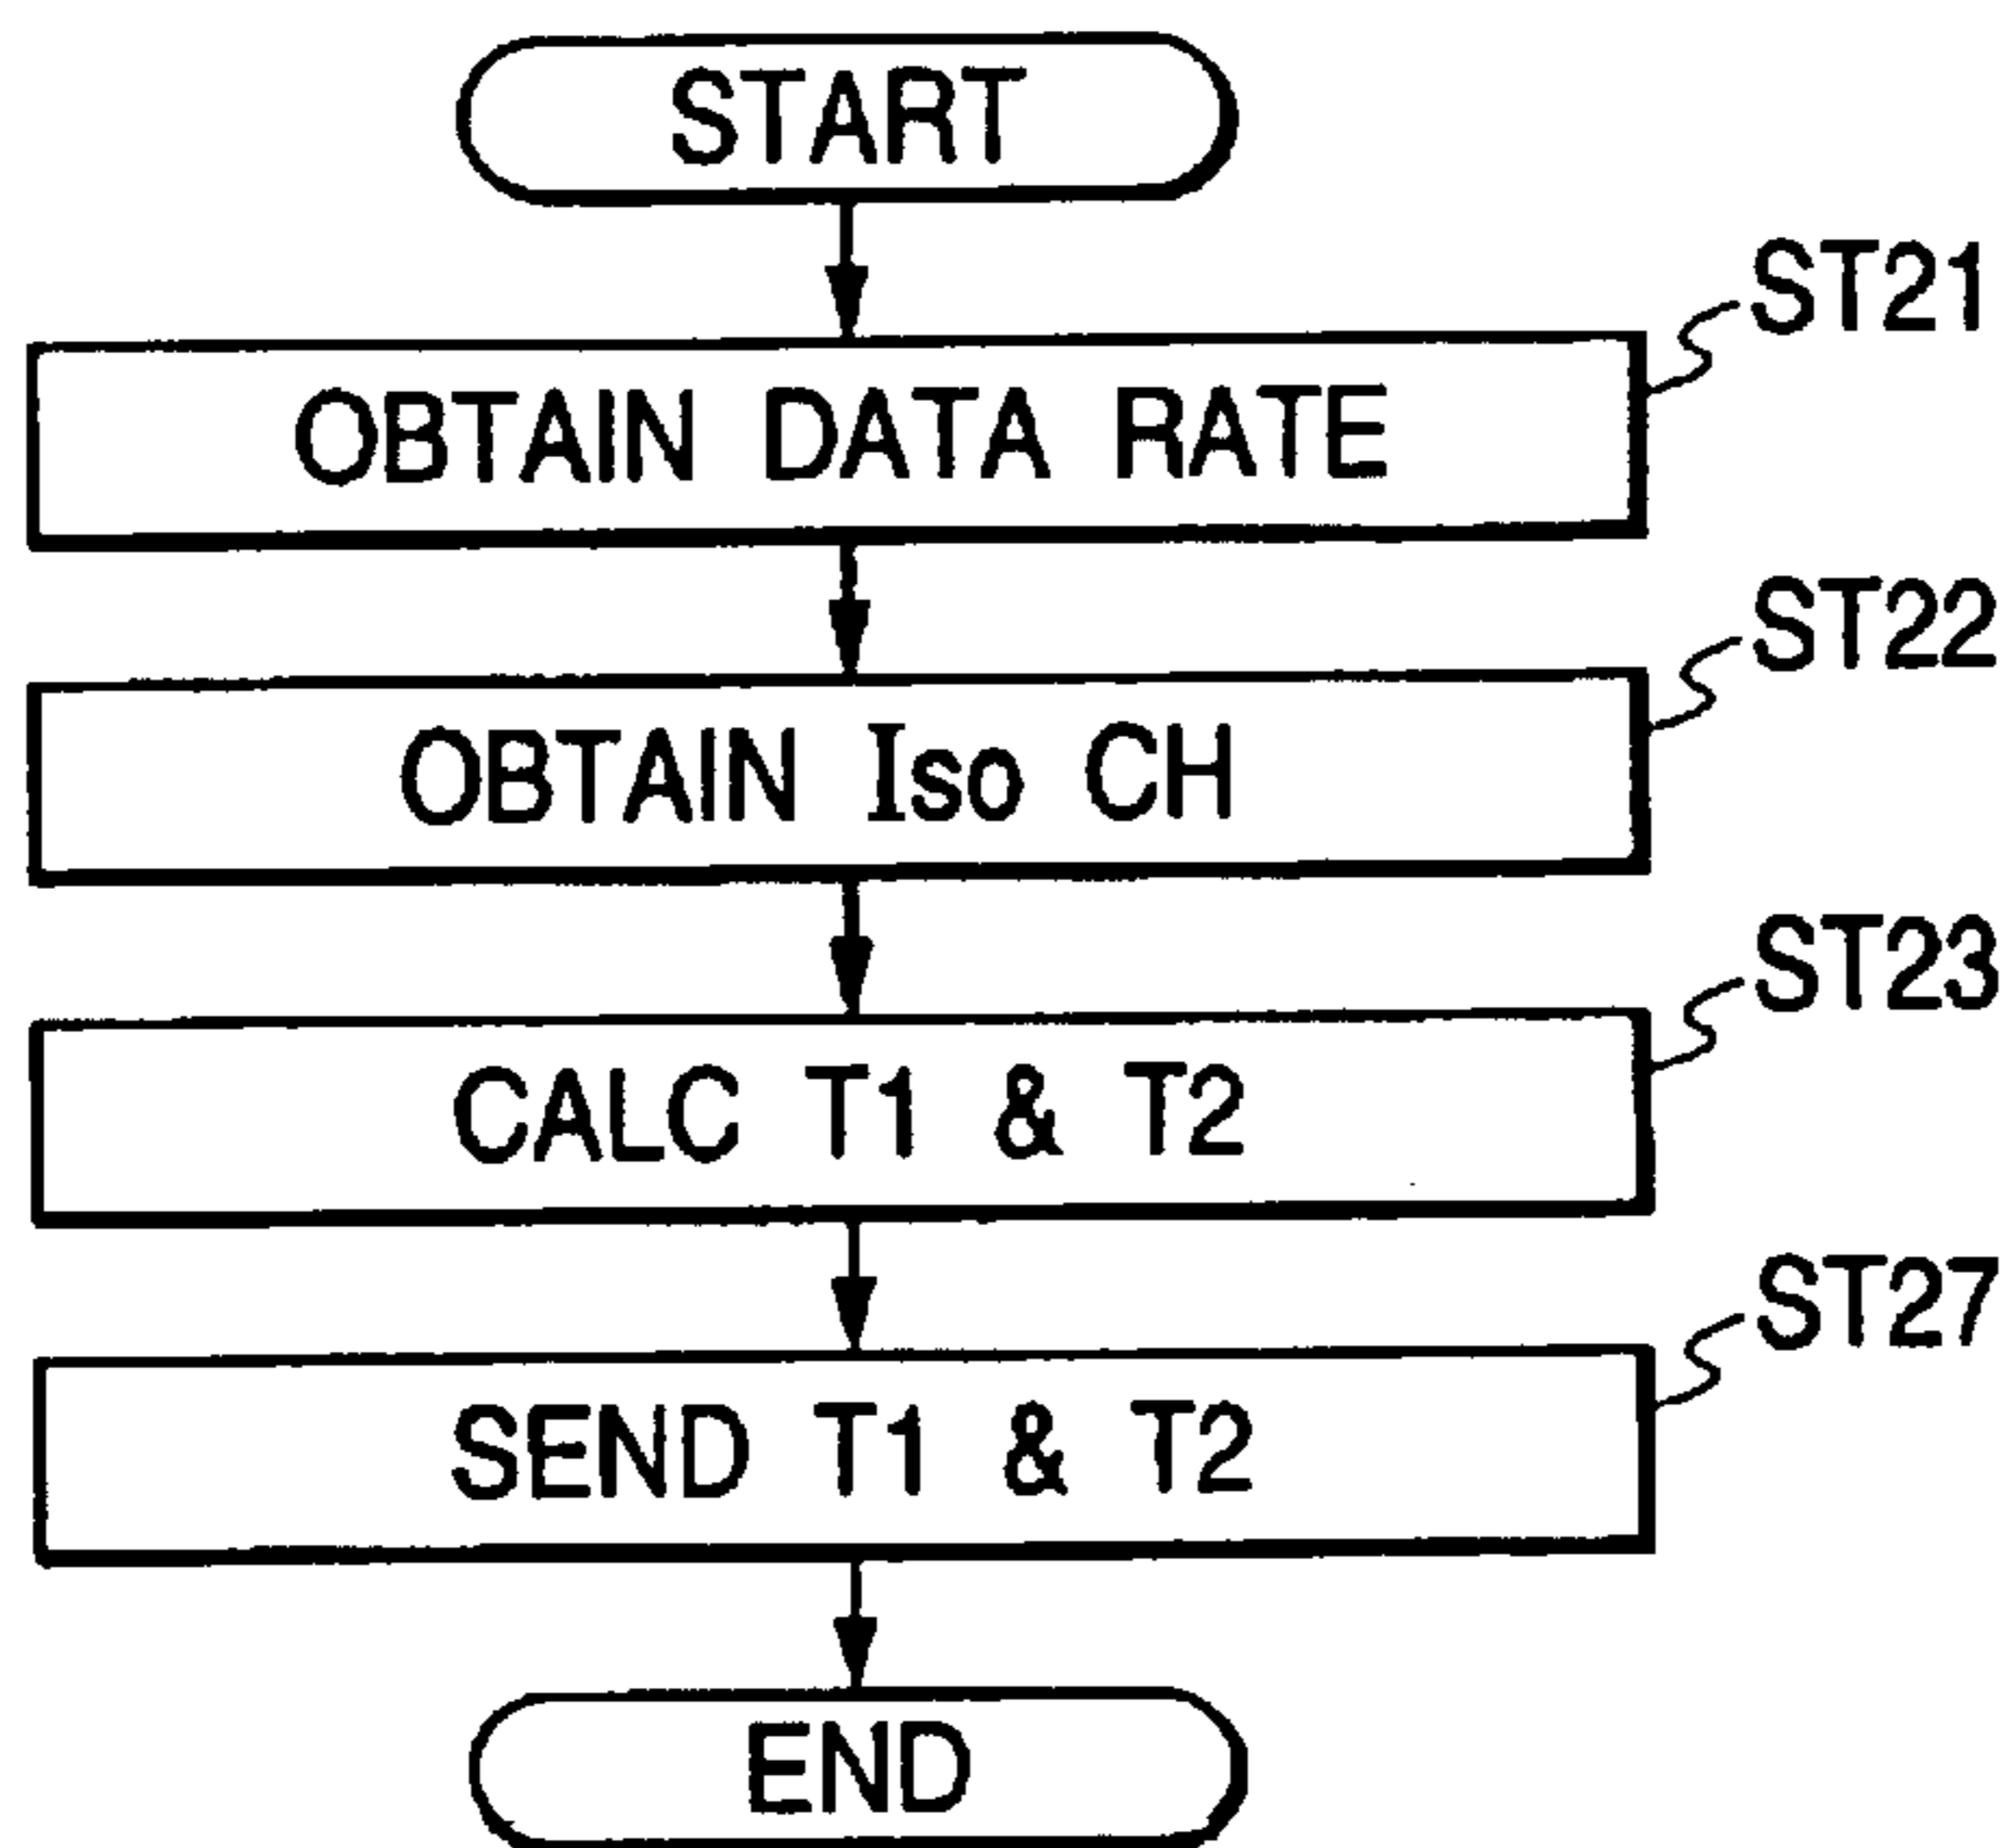 START
ST21
OBTAIN DATA RATE
ST22
OBTAIN Iso CH
ST23
CALC T1 & T2
ST27
SEND T1 & T2
END